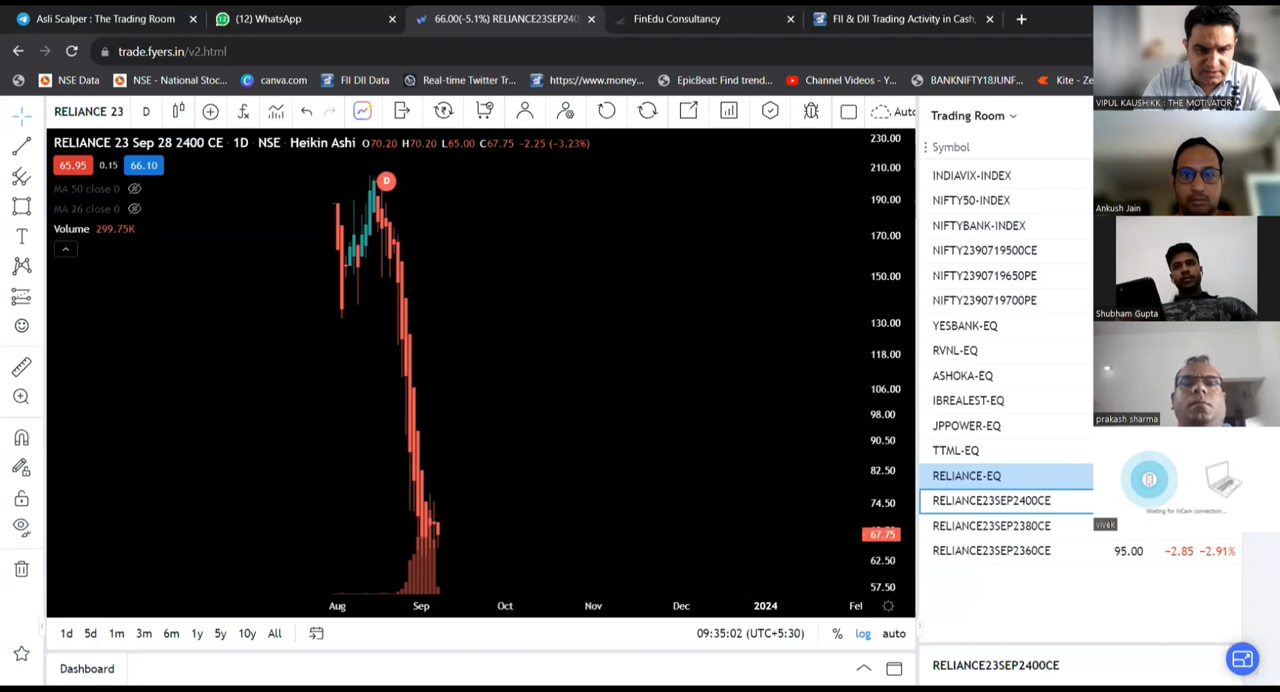 Asli Scalper : The Trading Room
(12) WhatsApp
66.00(-5.1%) RELIANCE23SEP240
FinEdu Consultancy
FII & DII Trading Activity in Cash,
trade.fyers.in/v2.html
NSE Data
NSE - National Stoc...
canva.com
FII DII Data
Real-time Twitter Tr...
https://www.money...
EpicBeat: Find trend...
Channel Videos - Y...
BANKNIFTY18JUNF...
Kite - Ze
VIPUL KAUSHIKK : THE MOTIVATOR
RELIANCE 23
D
Auto
Trading Room
RELIANCE 23 Sep 28 2400 CE · 1D · NSE · Heikin Ashi O70.20 H70.20 L65.00 C67.75 −2.25 (−3.23%)
65.95 0.15 66.10
MA 50 close 0
MA 26 close 0
Volume 299.75K
D
230.00
210.00
190.00
170.00
150.00
130.00
118.00
106.00
98.00
90.50
82.50
74.50
67.75
62.50
57.50
Aug Sep Oct Nov Dec 2024 Fel
1d 5d 1m 3m 6m 1y 5y 10y All
09:35:02 (UTC+5:30) % log auto
Dashboard
Symbol
INDIAVIX-INDEX
NIFTY50-INDEX
NIFTYBANK-INDEX
NIFTY2390719500CE
NIFTY2390719650PE
NIFTY2390719700PE
YESBANK-EQ
RVNL-EQ
ASHOKA-EQ
IBREALEST-EQ
JPPOWER-EQ
TTML-EQ
RELIANCE-EQ
RELIANCE23SEP2400CE
RELIANCE23SEP2380CE
RELIANCE23SEP2360CE 95.00 −2.85 −2.91%
RELIANCE23SEP2400CE
Ankush Jain
Shubham Gupta
prakash sharma
Waiting for iVCam connection...
vivek